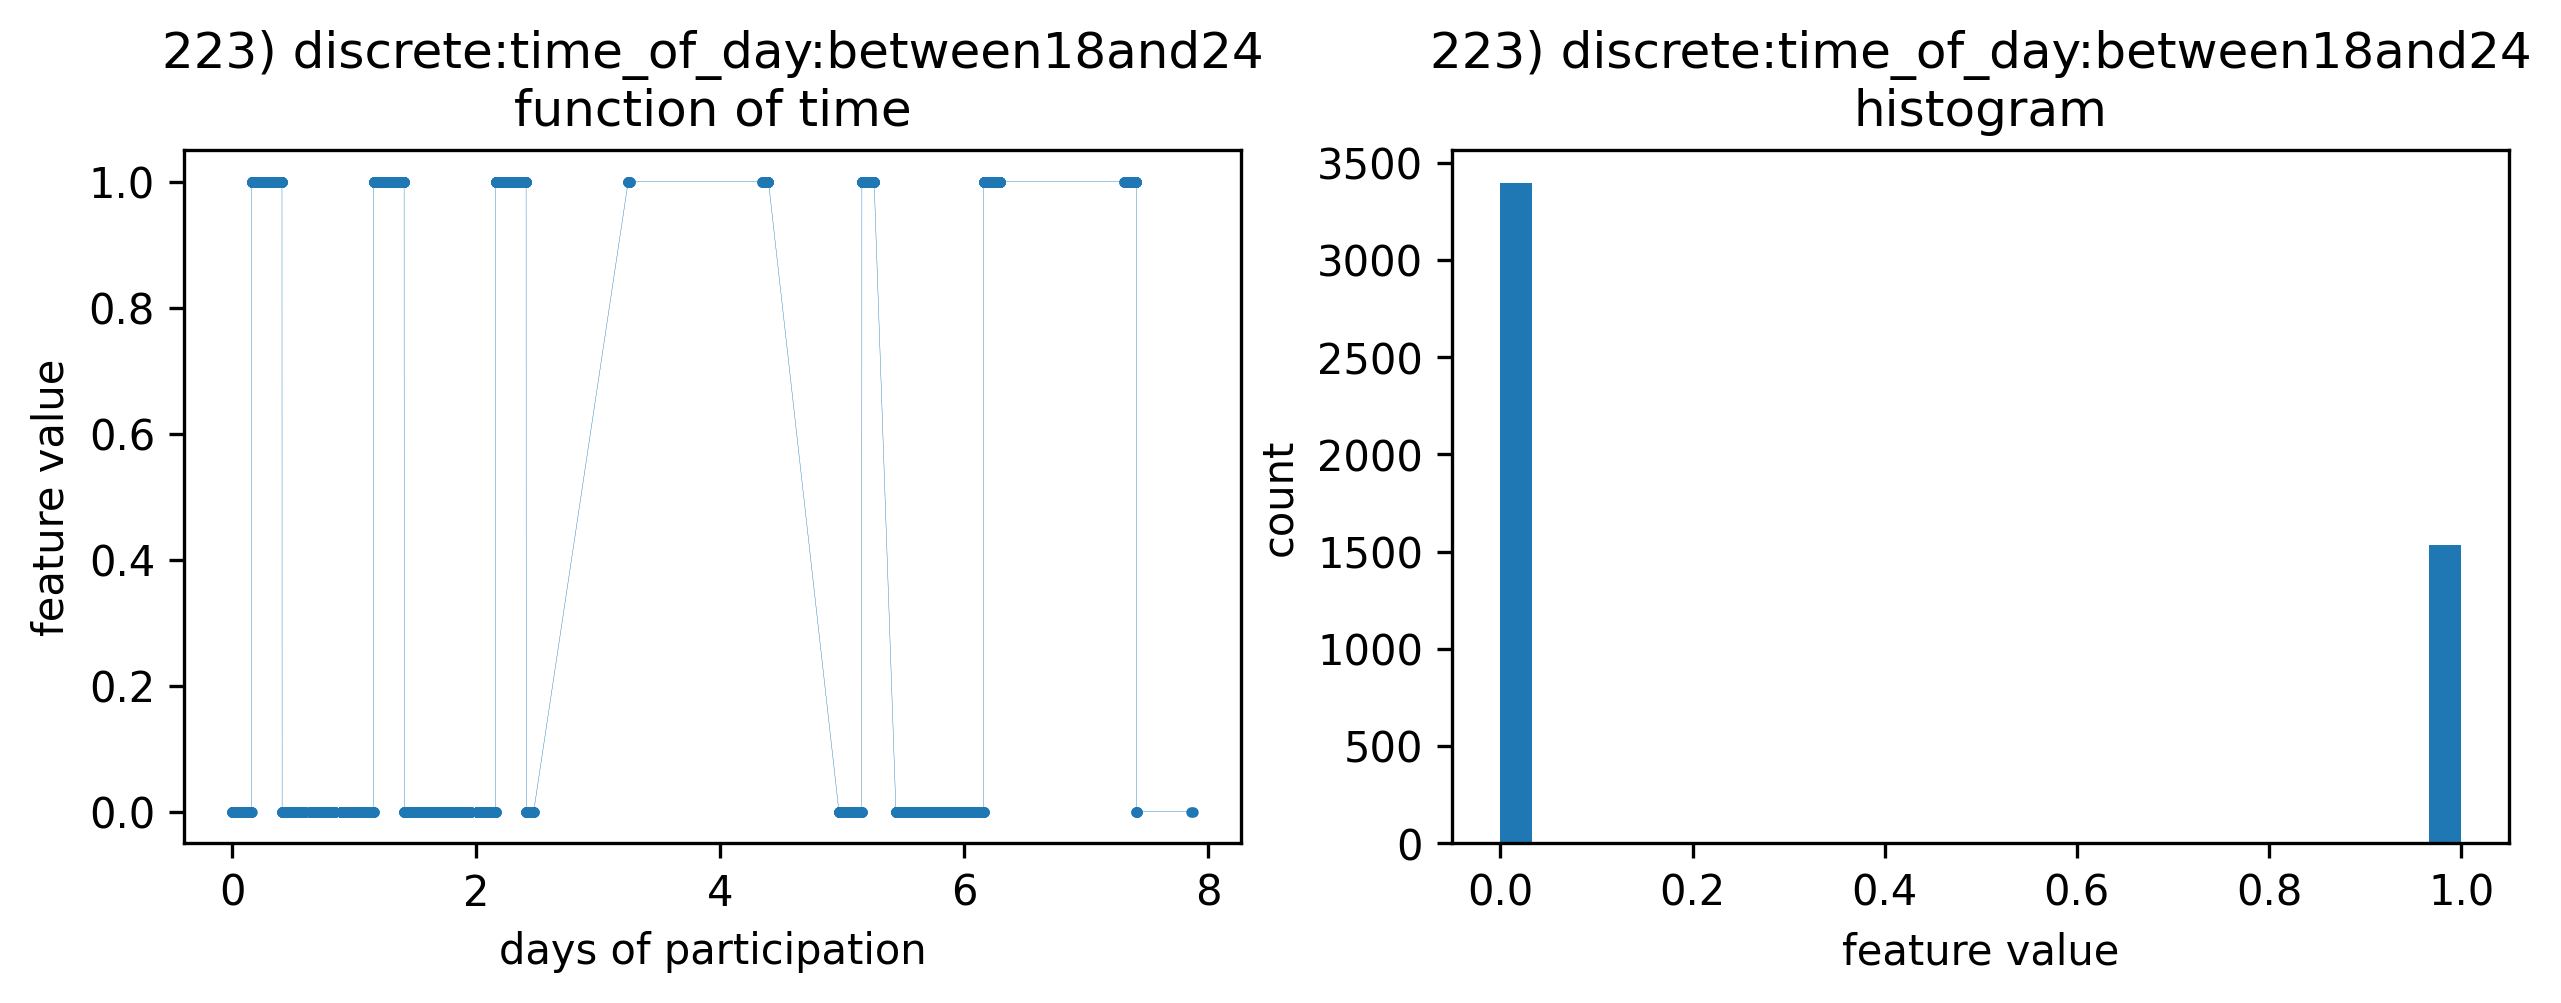 223) discrete:time_of_day:between18and24
function of time
1.0
0.8
0.6
0.4
0.2
0.0
feature value
0 2 4 6 8
days of participation
223) discrete:time_of_day:between18and24
histogram
3500
3000
2500
2000
1500
1000
500
0
count
0.0 0.2 0.4 0.6 0.8 1.0
feature value